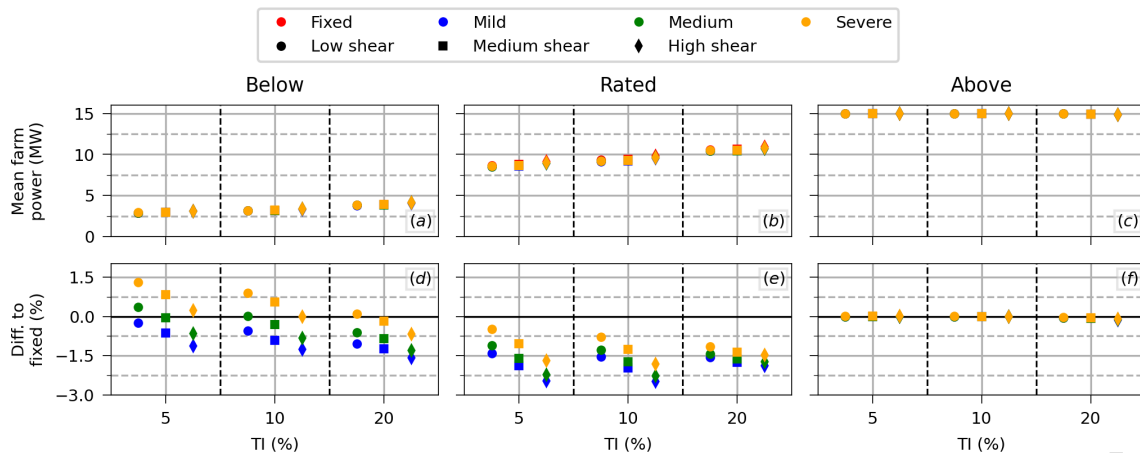 Fixed Mild Medium Severe
Low shear Medium shear High shear
Below Rated Above
Mean farm
power (MW)
15
10
5
0
(a) (b) (c)
Diff. to
fixed (%)
1.5
0.0
−1.5
−3.0
(d) (e) (f)
5 10 20 5 10 20 5 10 20
TI (%) TI (%) TI (%)